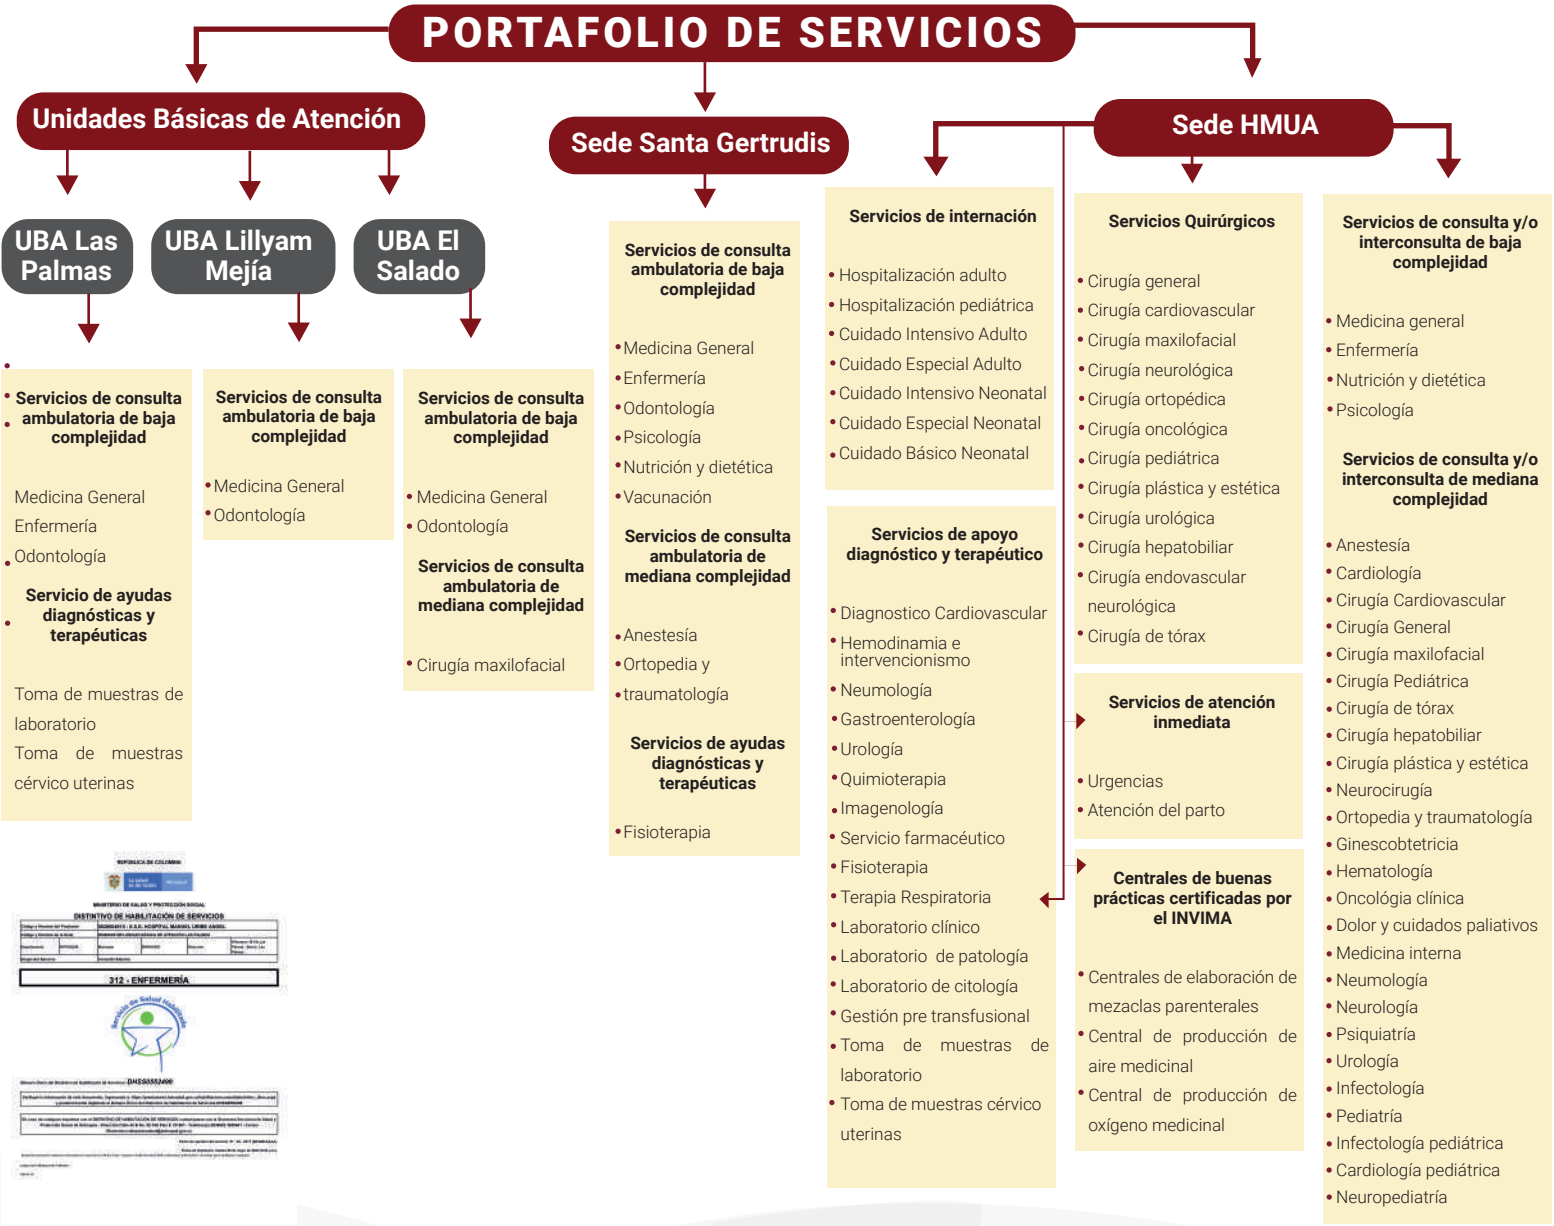 PORTAFOLIO DE SERVICIOS
Unidades Básicas de Atención
UBA Las
Palmas
Servicios de consulta
ambulatoria de baja
complejidad
Medicina General
Enfermería
Odontología
Servicio de ayudas
diagnósticas y
terapéuticas
Toma de muestras de
laboratorio
Toma de muestras
cérvico uterinas
UBA Lillyam
Mejía
Servicios de consulta
ambulatoria de baja
complejidad
• Medicina General
• Odontología
UBA El
Salado
Servicios de consulta
ambulatoria de baja
complejidad
• Medicina General
• Odontología
Servicios de consulta
ambulatoria de
mediana complejidad
• Cirugía maxilofacial
Sede Santa Gertrudis
Servicios de consulta
ambulatoria de baja
complejidad
• Medicina General
• Enfermería
• Odontología
• Psicología
• Nutrición y dietética
• Vacunación
Servicios de consulta
ambulatoria de
mediana complejidad
• Anestesía
• Ortopedia y
• traumatología
Servicios de ayudas
diagnósticas y
terapéuticas
• Fisioterapia
Sede HMUA
Servicios de internación
• Hospitalización adulto
• Hospitalización pediátrica
• Cuidado Intensivo Adulto
• Cuidado Especial Adulto
• Cuidado Intensivo Neonatal
• Cuidado Especial Neonatal
• Cuidado Básico Neonatal
Servicios de apoyo
diagnóstico y terapéutico
• Diagnostico Cardiovascular
• Hemodinamia e
intervencionismo
• Neumología
• Gastroenterología
• Urología
• Quimioterapia
• Imagenología
• Servicio farmacéutico
• Fisioterapia
• Terapia Respiratoria
• Laboratorio clínico
• Laboratorio de patología
• Laboratorio de citología
• Gestión pre transfusional
• Toma de muestras de
laboratorio
• Toma de muestras cérvico
uterinas
Servicios Quirúrgicos
• Cirugía general
• Cirugía cardiovascular
• Cirugía maxilofacial
• Cirugía neurológica
• Cirugía ortopédica
• Cirugía oncológica
• Cirugía pediátrica
• Cirugía plástica y estética
• Cirugía urológica
• Cirugía hepatobiliar
• Cirugía endovascular
neurológica
• Cirugía de tórax
Servicios de atención
inmediata
• Urgencias
• Atención del parto
Centrales de buenas
prácticas certificadas por
el INVIMA
• Centrales de elaboración de
mezaclas parenterales
• Central de producción de
aire medicinal
• Central de producción de
oxígeno medicinal
Servicios de consulta y/o
interconsulta de baja
complejidad
• Medicina general
• Enfermería
• Nutrición y dietética
• Psicología
Servicios de consulta y/o
interconsulta de mediana
complejidad
• Anestesía
• Cardiología
• Cirugía Cardiovascular
• Cirugía General
• Cirugía maxilofacial
• Cirugía Pediátrica
• Cirugía de tórax
• Cirugía hepatobiliar
• Cirugía plástica y estética
• Neurocirugía
• Ortopedia y traumatología
• Ginescobtetricia
• Hematología
• Oncológia clínica
• Dolor y cuidados paliativos
• Medicina interna
• Neumología
• Neurología
• Psiquiatría
• Urología
• Infectología
• Pediatría
• Infectología pediátrica
• Cardiología pediátrica
• Neuropediatría
REPÚBLICA DE COLOMBIA
MINISTERIO DE SALUD Y PROTECCIÓN SOCIAL
DISTINTIVO DE HABILITACIÓN DE SERVICIOS
312 - ENFERMERÍA
Servicio de Salud Habilitado